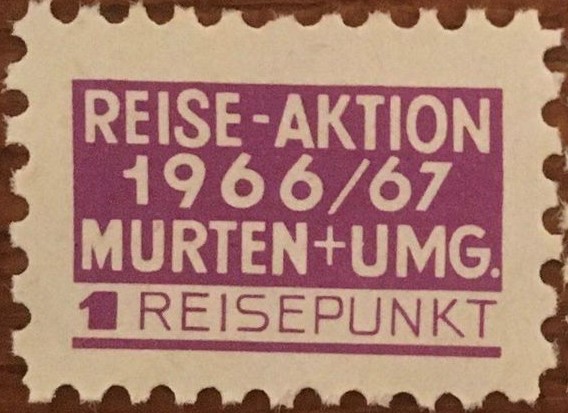 REISE-AKTION
1966/67
MURTEN+UMG.
1 REISEPUNKT